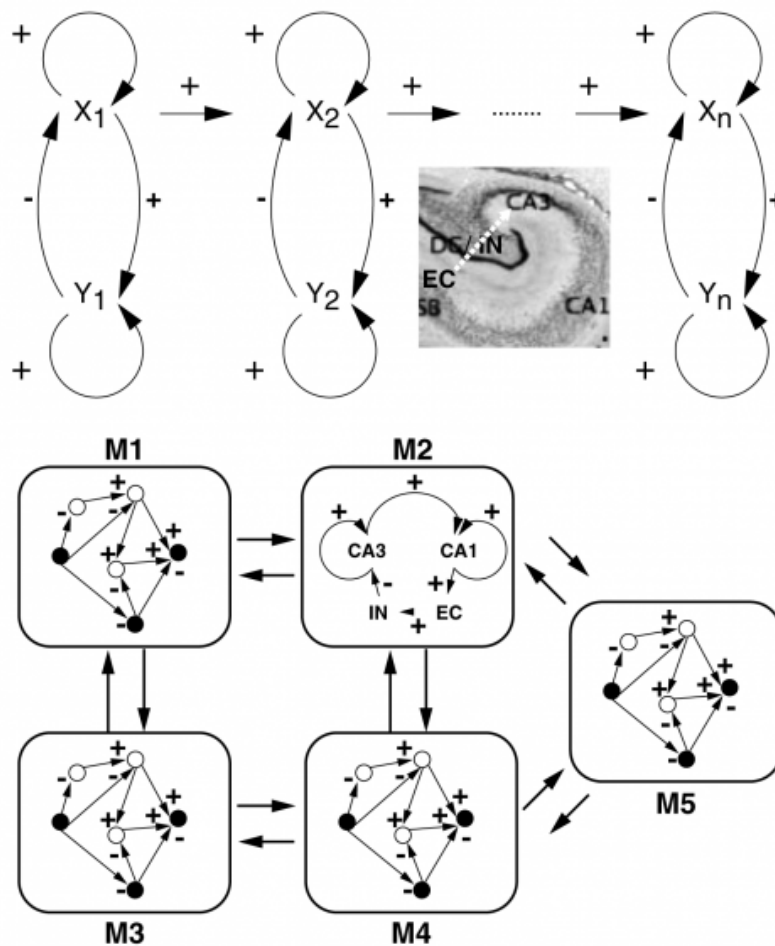 + + +
X1 + X2 + ........ + Xn
- + - + - +
CA3
DG/IN
EC
SB CA1
Y1 Y2 Yn
+ + +
M1 M2
+ + + +
- - + +
+ + CA3 CA1
- - - +
- IN + EC
+ +
- - + + +
- -
-
M5
+ + + +
- - + - - +
+ + + +
- - - -
- -
M3 M4